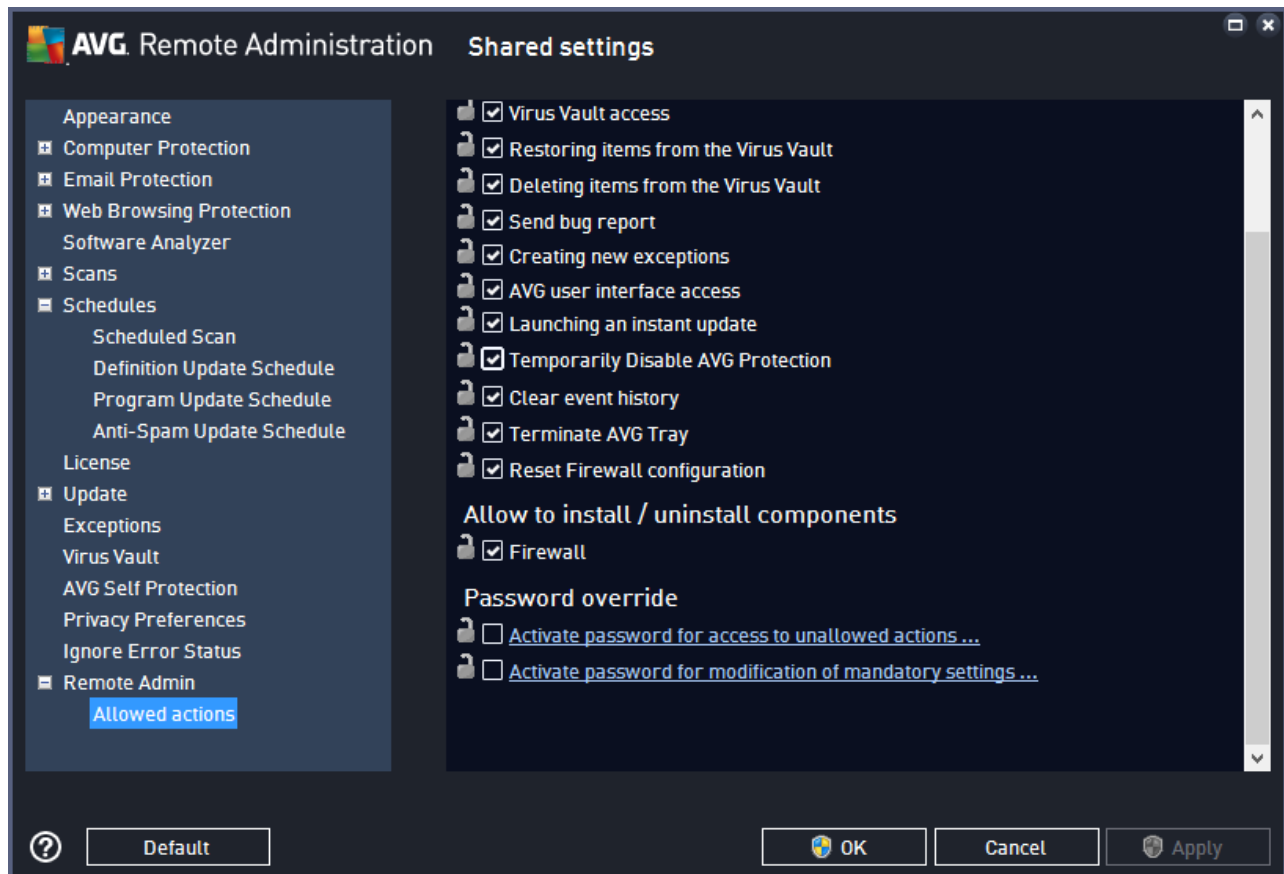 AVG. Remote Administration
Shared settings
Appearance
Computer Protection
Email Protection
Web Browsing Protection
Software Analyzer
Scans
Schedules
Scheduled Scan
Definition Update Schedule
Program Update Schedule
Anti-Spam Update Schedule
License
Update
Exceptions
Virus Vault
AVG Self Protection
Privacy Preferences
Ignore Error Status
Remote Admin
Allowed actions
Virus Vault access
Restoring items from the Virus Vault
Deleting items from the Virus Vault
Send bug report
Creating new exceptions
AVG user interface access
Launching an instant update
Temporarily Disable AVG Protection
Clear event history
Terminate AVG Tray
Reset Firewall configuration
Allow to install / uninstall components
Firewall
Password override
Activate password for access to unallowed actions ...
Activate password for modification of mandatory settings ...
? Default
OK
Cancel
Apply